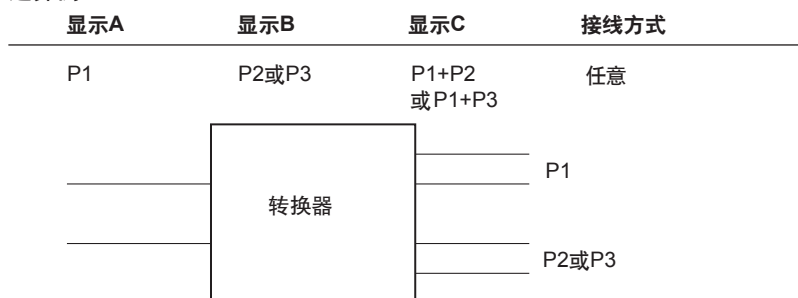 显示A 显示B 显示C 接线方式
P1 P2或P3 P1+P2 任意
或P1+P3
P1
转换器
P2或P3